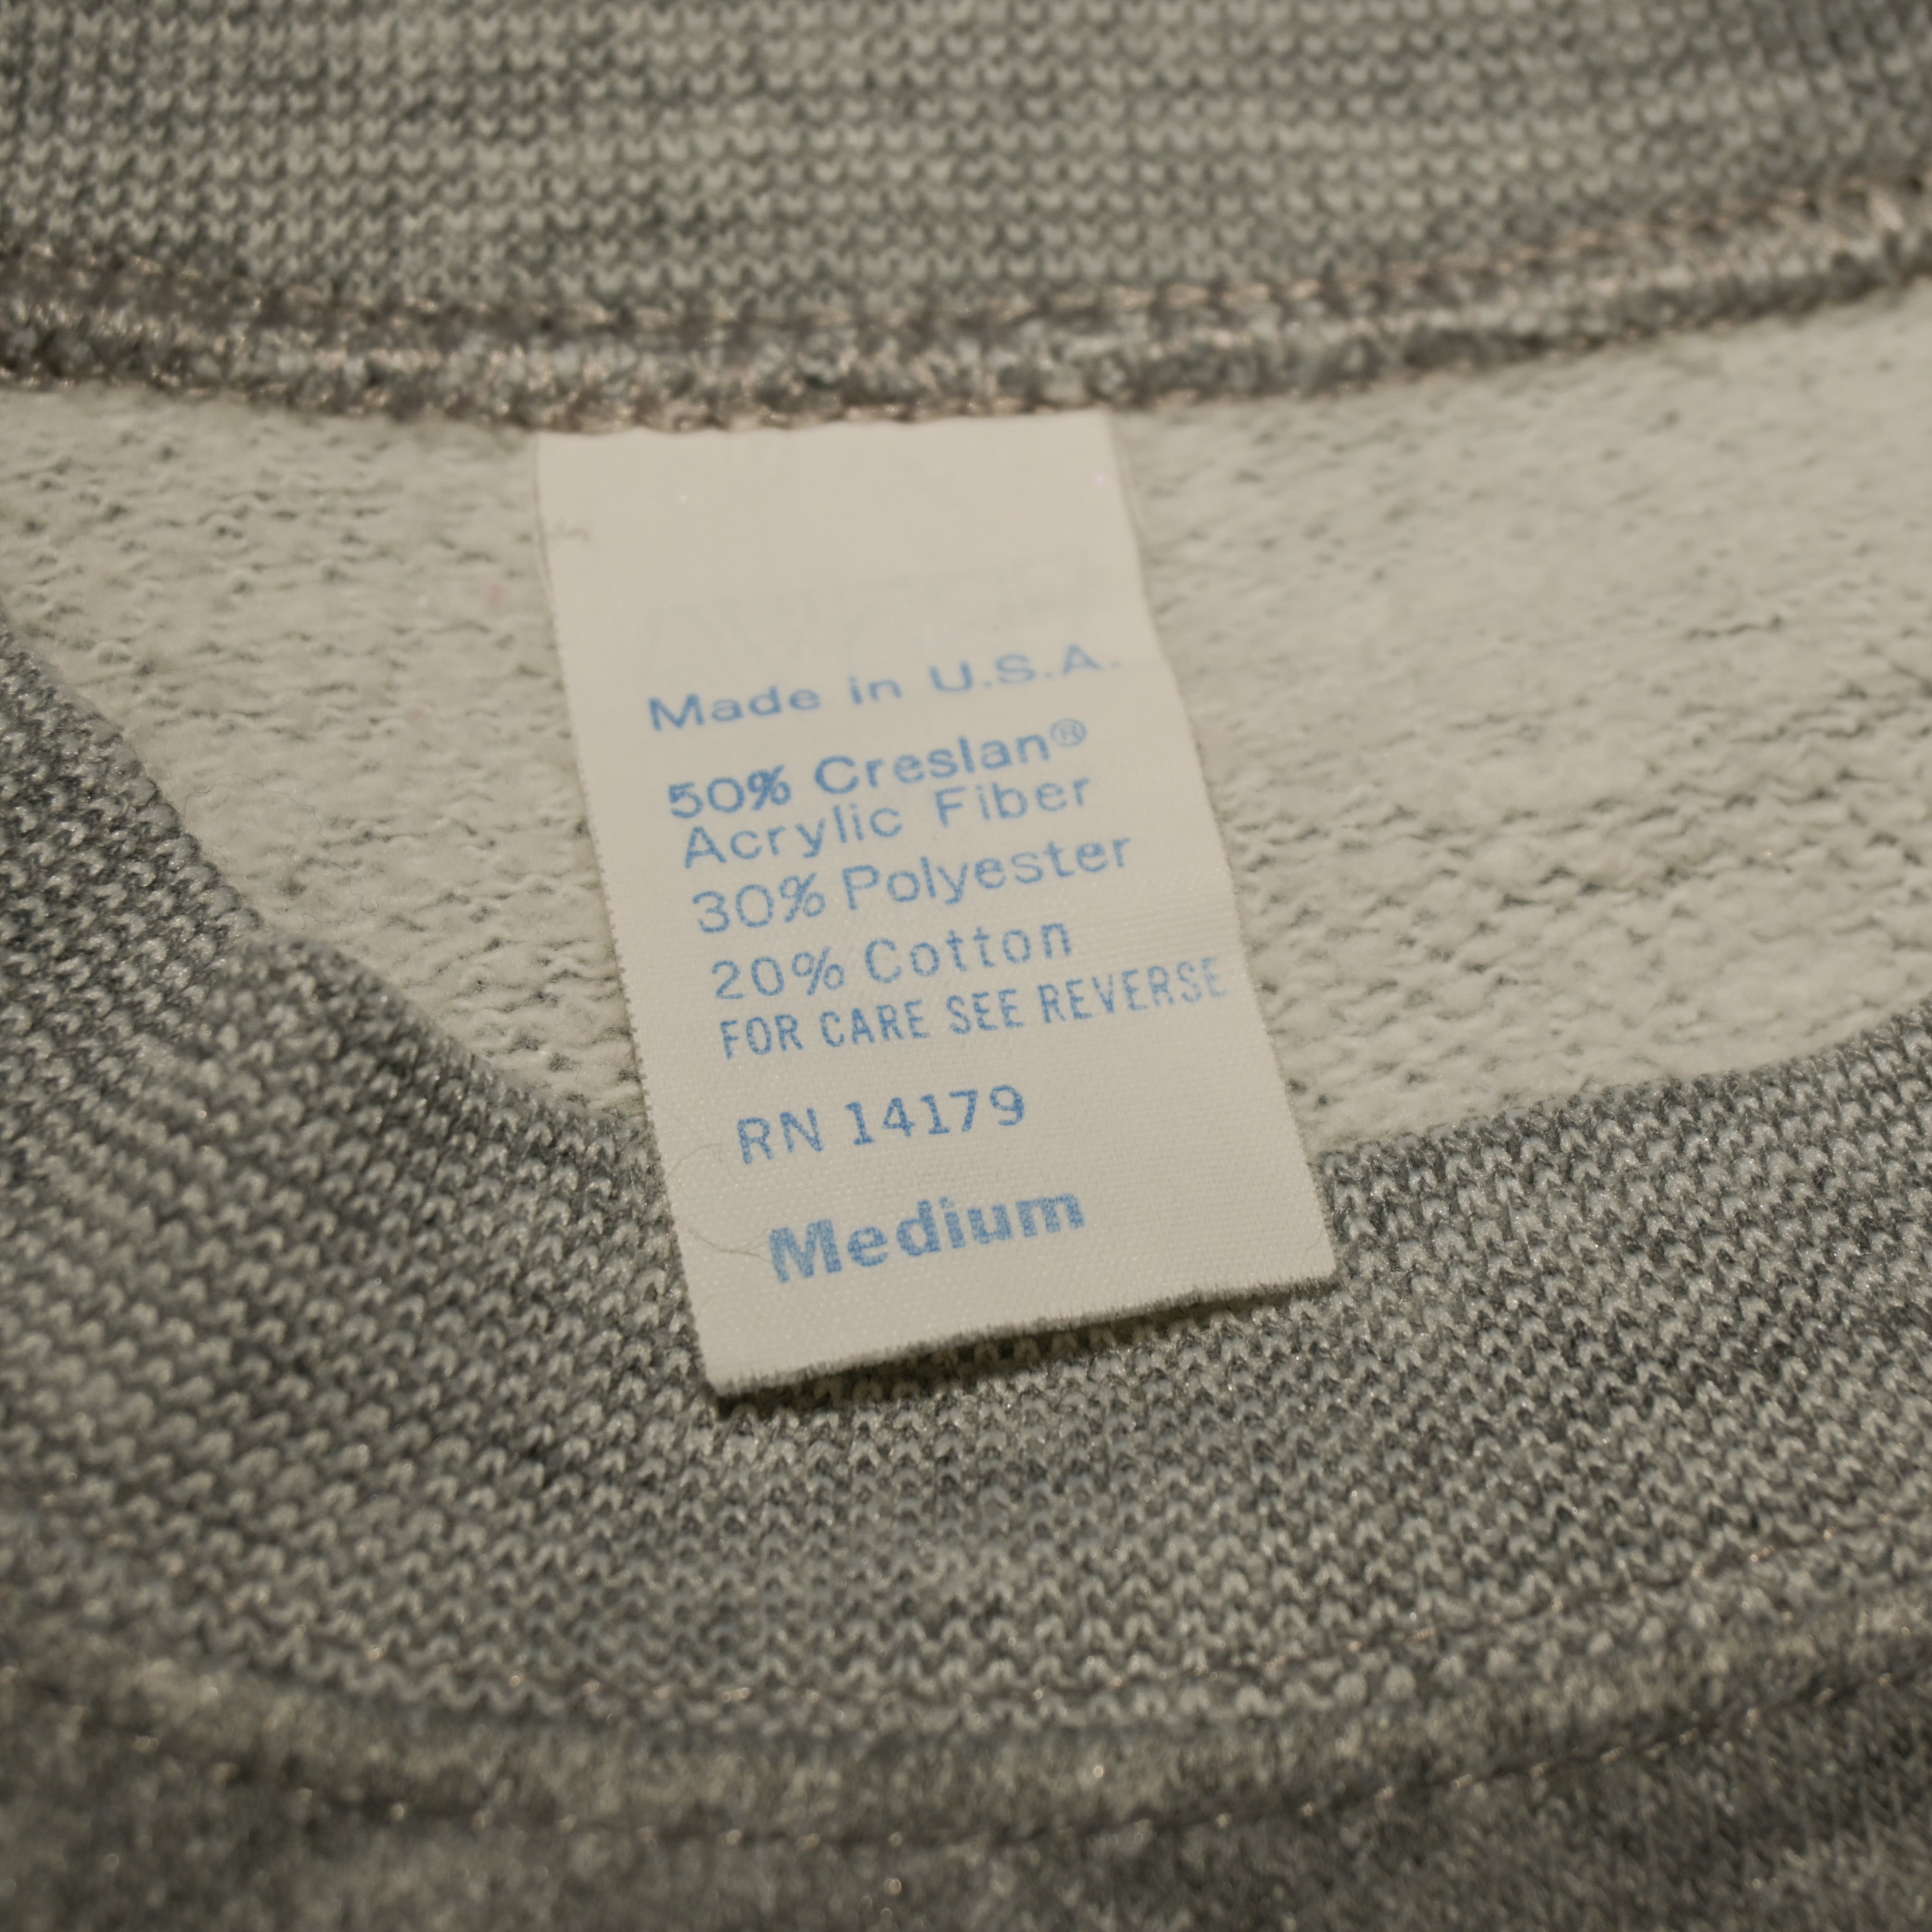 Made in U.S.A.
50% Creslan®
Acrylic Fiber
30% Polyester
20% Cotton
FOR CARE SEE REVERSE
RN 14179
Medium